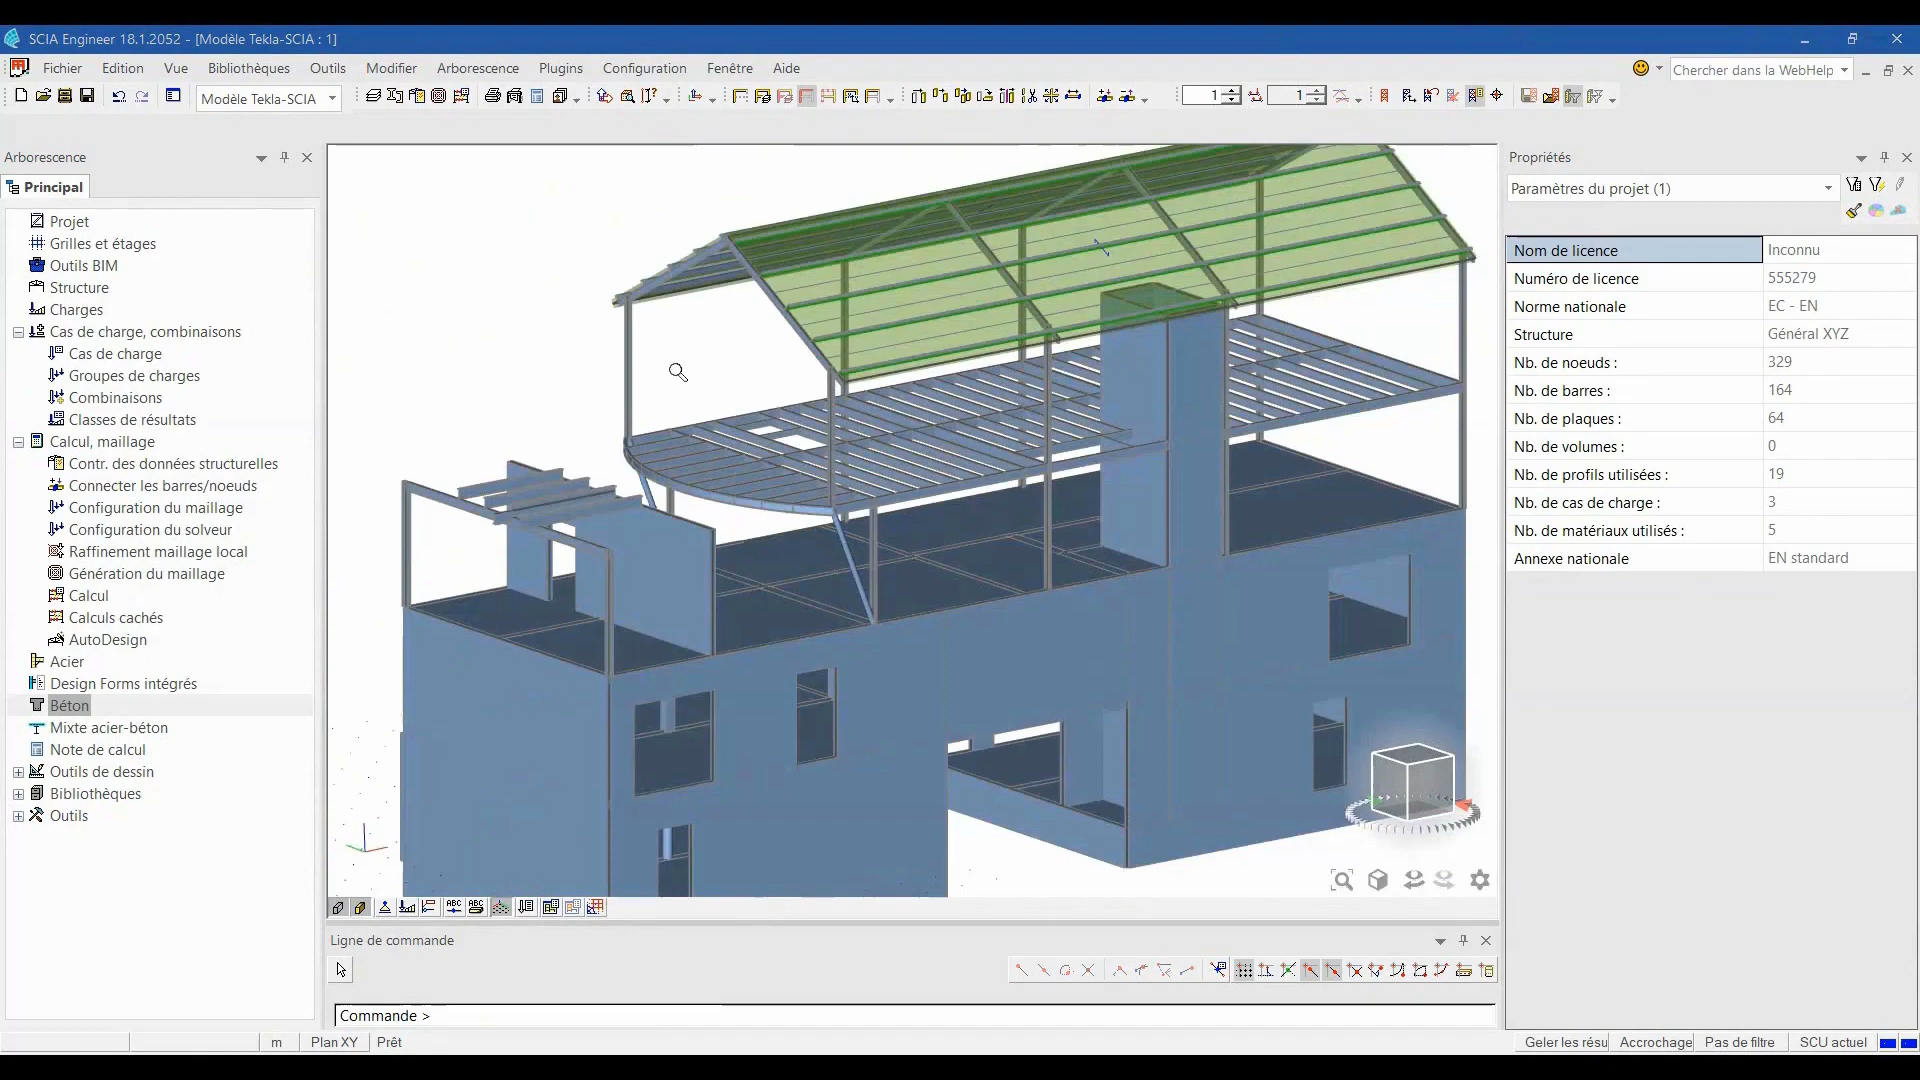 SCIA Engineer 18.1.2052 - [Modèle Tekla-SCIA : 1]
Fichier Edition Vue Bibliothèques Outils Modifier Arborescence Plugins Configuration Fenêtre Aide
Chercher dans la WebHelp
Modèle Tekla-SCIA
1 1
Arborescence
Principal
Projet
Grilles et étages
Outils BIM
Structure
Charges
Cas de charge, combinaisons
Cas de charge
Groupes de charges
Combinaisons
Classes de résultats
Calcul, maillage
Contr. des données structurelles
Connecter les barres/noeuds
Configuration du maillage
Configuration du solveur
Raffinement maillage local
Génération du maillage
Calcul
Calculs cachés
AutoDesign
Acier
Design Forms intégrés
Béton
Mixte acier-béton
Note de calcul
Outils de dessin
Bibliothèques
Outils
ABC ABC
Ligne de commande
Commande >
Propriétés
Paramètres du projet (1)
Nom de licence Inconnu
Numéro de licence 555279
Norme nationale EC - EN
Structure Général XYZ
Nb. de noeuds : 329
Nb. de barres : 164
Nb. de plaques : 64
Nb. de volumes : 0
Nb. de profils utilisées : 19
Nb. de cas de charge : 3
Nb. de matériaux utilisés : 5
Annexe nationale EN standard
m Plan XY Prêt Geler les résu Accrochage Pas de filtre SCU actuel